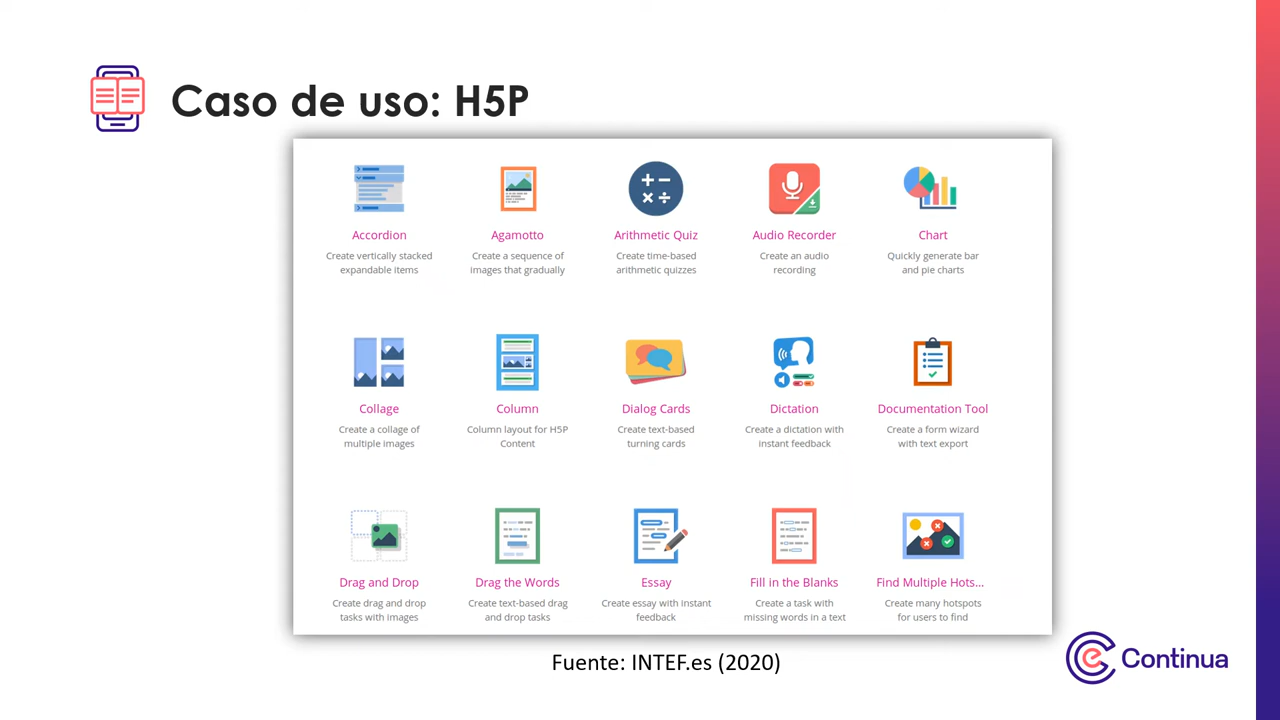 Caso de uso: H5P
Accordion
Create vertically stacked
expandable items
Agamotto
Create a sequence of
images that gradually
Arithmetic Quiz
Create time-based
arithmetic quizzes
Audio Recorder
Create an audio
recording
Chart
Quickly generate bar
and pie charts
Collage
Create a collage of
multiple images
Column
Column layout for H5P
Content
Dialog Cards
Create text-based
turning cards
Dictation
Create a dictation with
instant feedback
Documentation Tool
Create a form wizard
with text export
Drag and Drop
Create drag and drop
tasks with images
Drag the Words
Create text-based drag
and drop tasks
Essay
Create essay with instant
feedback
Fill in the Blanks
Create a task with
missing words in a text
Find Multiple Hots...
Create many hotspots
for users to find
Fuente: INTEF.es (2020)
Continua